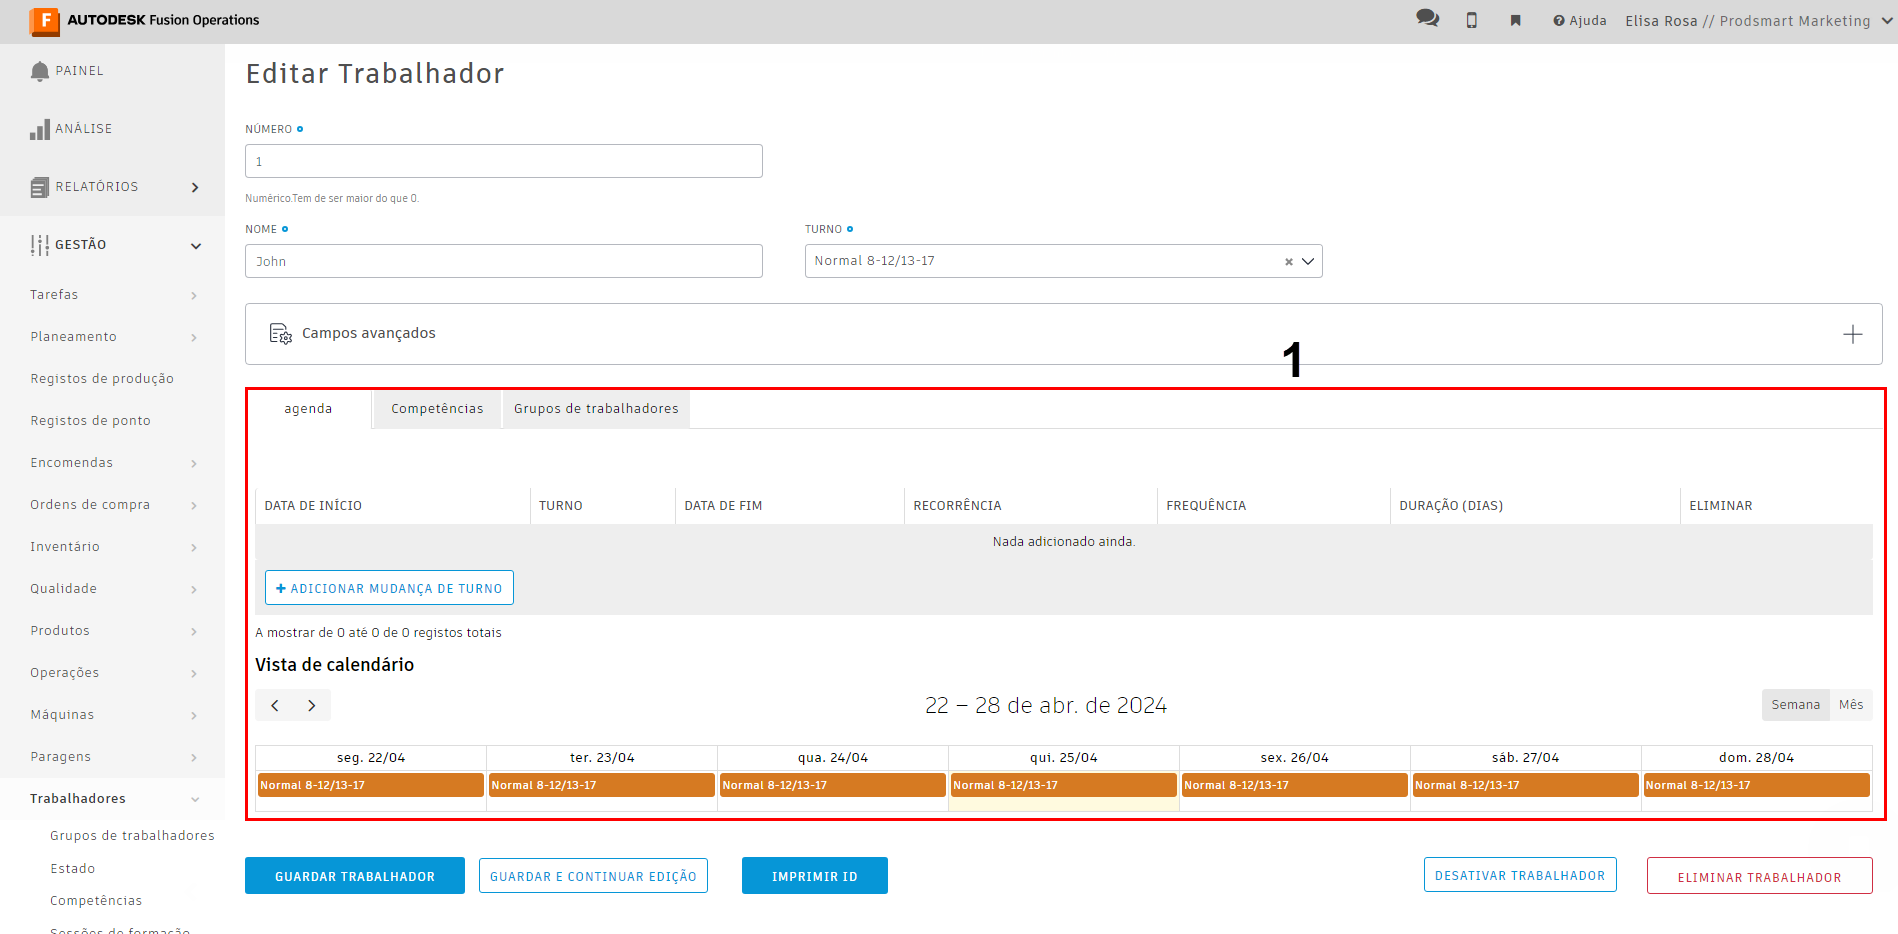 F AUTODESK Fusion Operations
Ajuda
Elisa Rosa // Prodsmart Marketing
PAINEL
ANÁLISE
RELATÓRIOS
GESTÃO
Tarefas
Planeamento
Registos de produção
Registos de ponto
Encomendas
Ordens de compra
Inventário
Qualidade
Produtos
Operações
Máquinas
Paragens
Trabalhadores
Grupos de trabalhadores
Estado
Competências
Sessões de formação
Editar Trabalhador
NÚMERO
1
Numérico.Tem de ser maior do que 0.
NOME
John
TURNO
Normal 8-12/13-17
Campos avançados
1
agenda Competências Grupos de trabalhadores
DATA DE INÍCIO TURNO DATA DE FIM RECORRÊNCIA FREQUÊNCIA DURAÇÃO (DIAS) ELIMINAR
Nada adicionado ainda.
+ ADICIONAR MUDANÇA DE TURNO
A mostrar de 0 até 0 de 0 registos totais
Vista de calendário
22 – 28 de abr. de 2024
Semana Mês
seg. 22/04 ter. 23/04 qua. 24/04 qui. 25/04 sex. 26/04 sáb. 27/04 dom. 28/04
Normal 8-12/13-17 Normal 8-12/13-17 Normal 8-12/13-17 Normal 8-12/13-17 Normal 8-12/13-17 Normal 8-12/13-17 Normal 8-12/13-17
GUARDAR TRABALHADOR GUARDAR E CONTINUAR EDIÇÃO IMPRIMIR ID DESATIVAR TRABALHADOR ELIMINAR TRABALHADOR